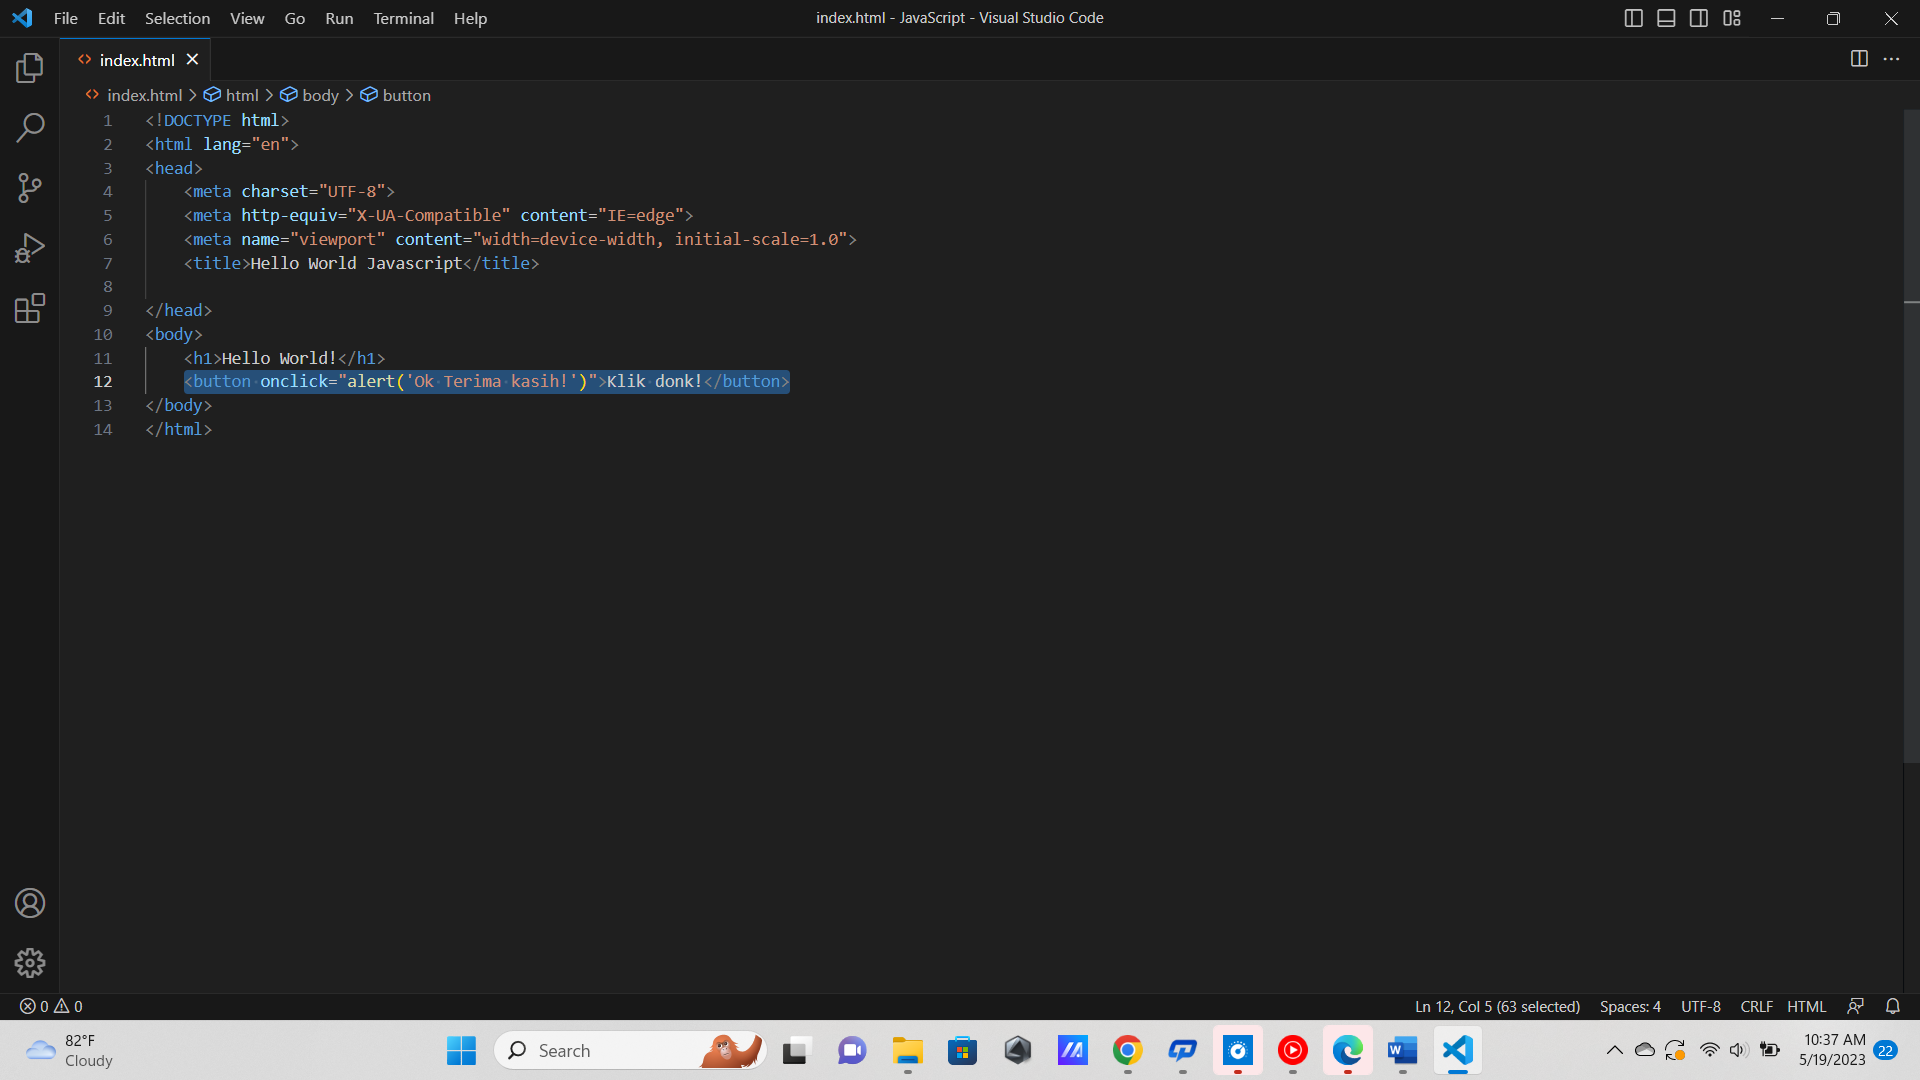 File Edit Selection View Go Run Terminal Help
index.html - JavaScript - Visual Studio Code
index.html
index.html > html > body > button
1 <!DOCTYPE html>
2 <html lang="en">
3 <head>
4     <meta charset="UTF-8">
5     <meta http-equiv="X-UA-Compatible" content="IE=edge">
6     <meta name="viewport" content="width=device-width, initial-scale=1.0">
7     <title>Hello World Javascript</title>
8
9 </head>
10 <body>
11     <h1>Hello World!</h1>
12     <button onclick="alert('Ok Terima kasih!')">Klik donk!</button>
13 </body>
14 </html>
0 0
Ln 12, Col 5 (63 selected) Spaces: 4 UTF-8 CRLF HTML
82°F
Cloudy
Search
10:37 AM
5/19/2023
22